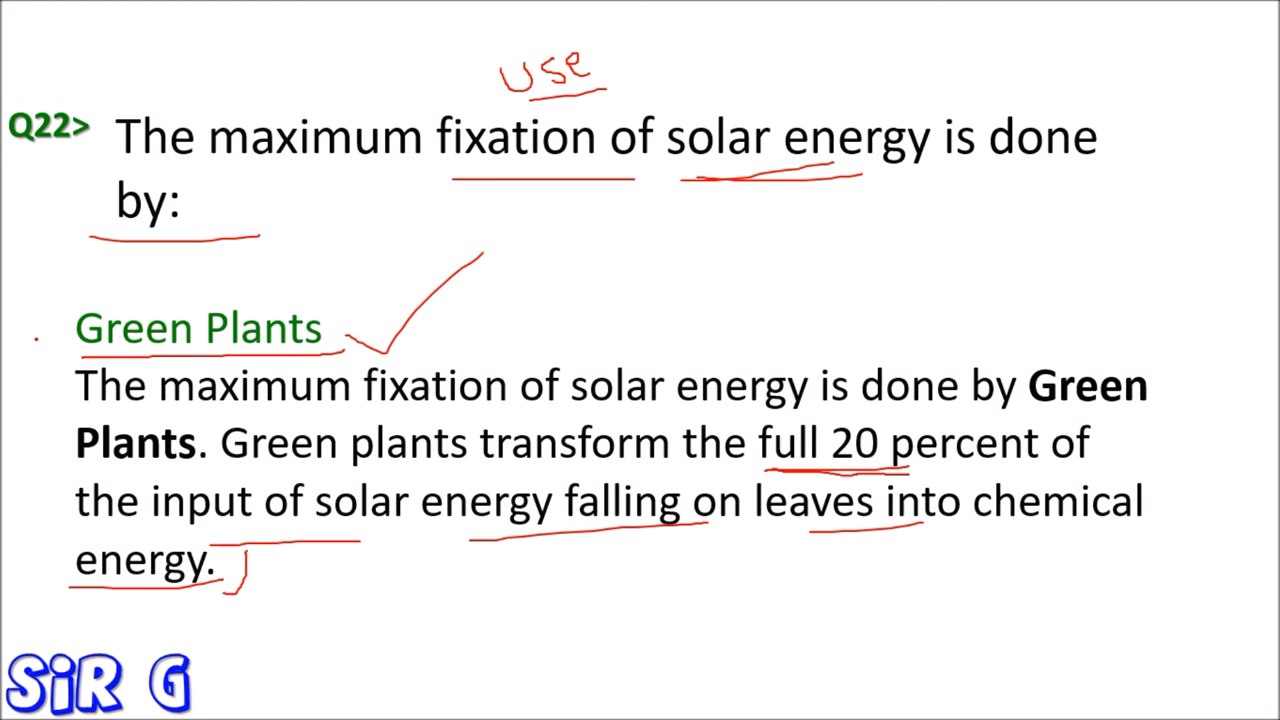 use
Q22> The maximum fixation of solar energy is done
by:
Green Plants
The maximum fixation of solar energy is done by Green
Plants. Green plants transform the full 20 percent of
the input of solar energy falling on leaves into chemical
energy.
SiR G